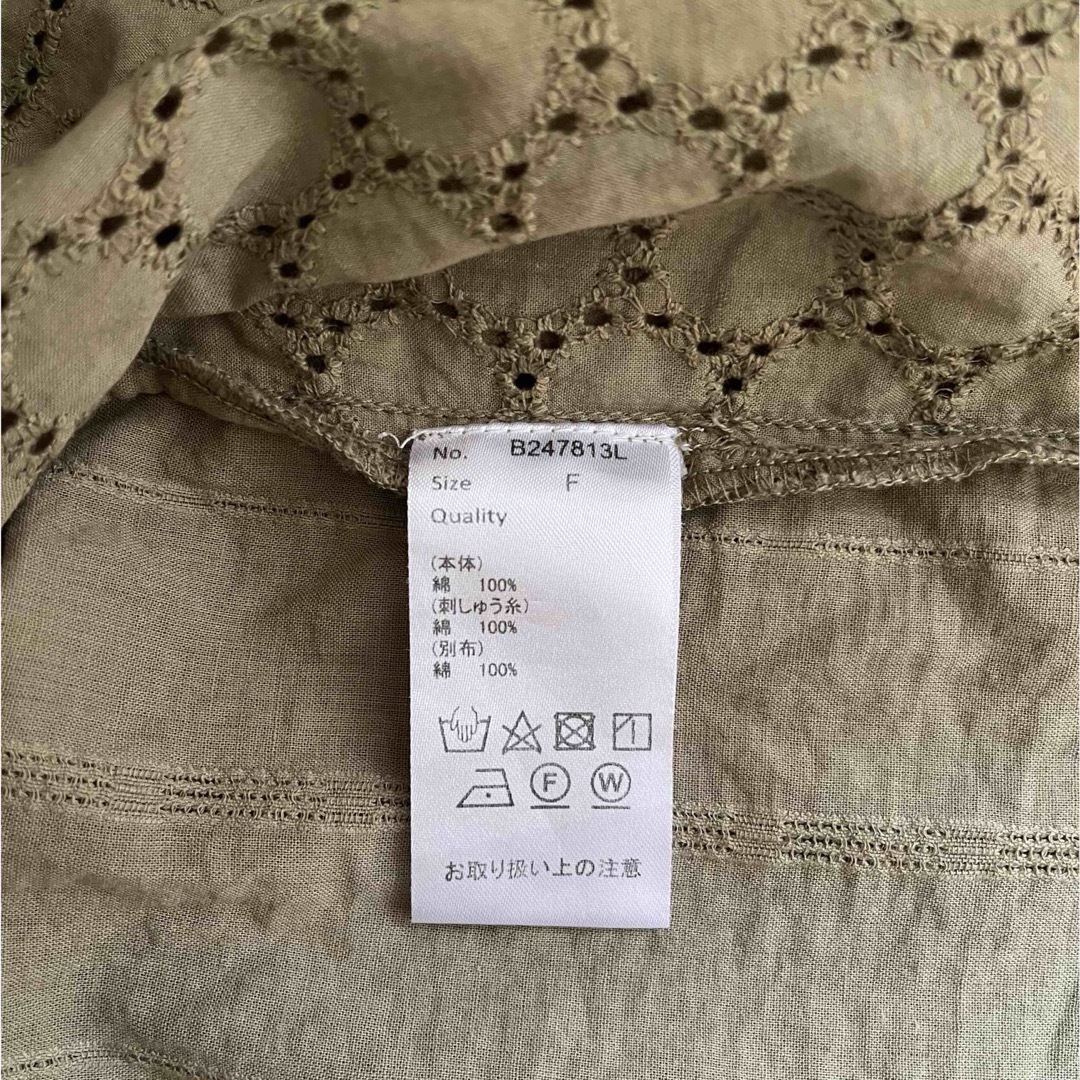 No. B247813L
Size F
Quality
(本体)
綿 100%
(刺しゅう糸)
綿 100%
(別布)
綿 100%
F W
お取り扱い上の注意